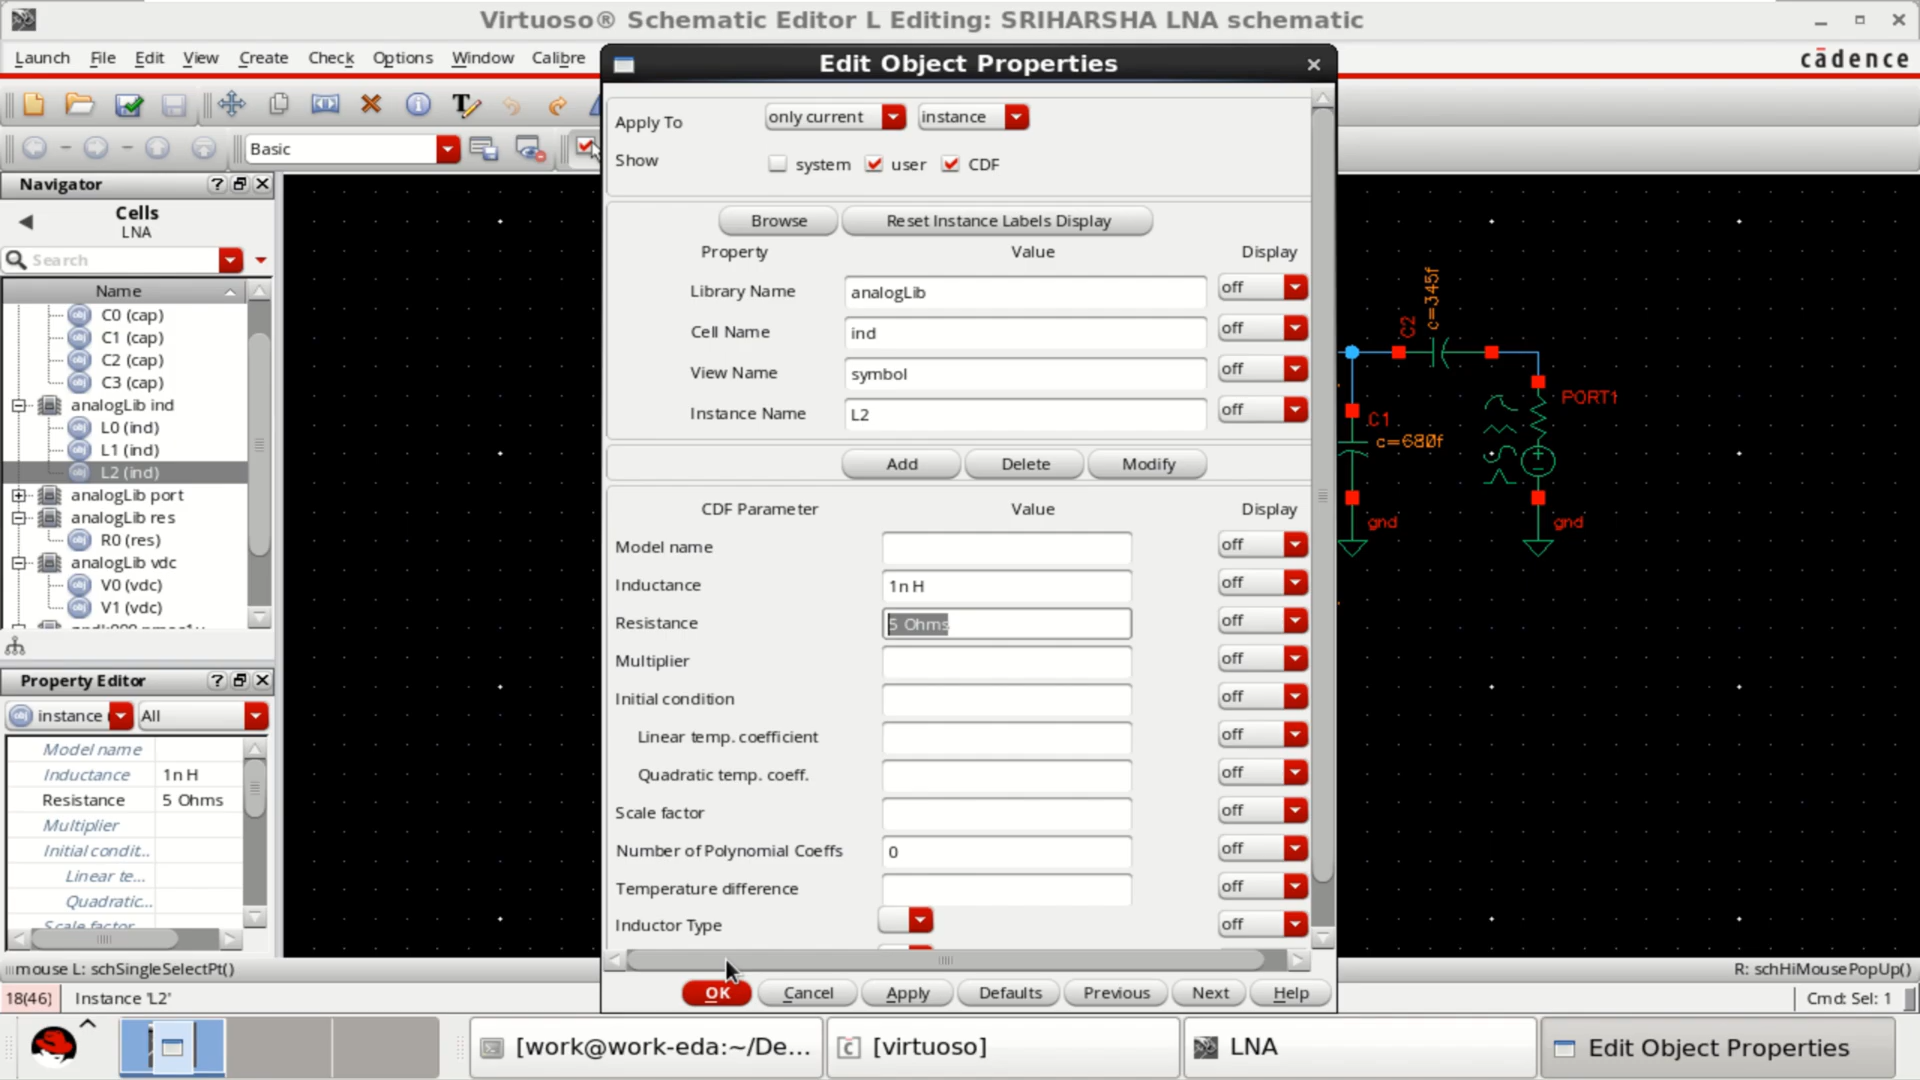 Virtuoso® Schematic Editor L Editing: SRIHARSHA LNA schematic
Launch File Edit View Create Check Options Window Calibre
cādence
Edit Object Properties
Basic
Apply To only current instance
Show system user CDF
Navigator
Cells
LNA
Search
Name
C0 (cap)
C1 (cap)
C2 (cap)
C3 (cap)
analogLib ind
L0 (ind)
L1 (ind)
L2 (ind)
analogLib port
analogLib res
R0 (res)
analogLib vdc
V0 (vdc)
V1 (vdc)
Browse Reset Instance Labels Display
Property Value Display
Library Name analogLib off
Cell Name ind off
View Name symbol off
Instance Name L2 off
Add Delete Modify
CDF Parameter Value Display
Model name off
Inductance 1n H off
Resistance 5 Ohms off
Multiplier off
Initial condition off
Linear temp. coefficient off
Quadratic temp. coeff. off
Scale factor off
Number of Polynomial Coeffs 0 off
Temperature difference off
Inductor Type off
OK Cancel Apply Defaults Previous Next Help
C2
c=345f
PORT1
C1
c=680f
gnd
gnd
Property Editor
instance All
Model name
Inductance 1n H
Resistance 5 Ohms
Multiplier
Initial condit...
Linear te...
Quadratic...
Scale factor
mouse L: schSingleSelectPt()
R: schHiMousePopUp()
18(46) Instance 'L2'
Cmd: Sel: 1
[work@work-eda:~/De... [virtuoso] LNA Edit Object Properties